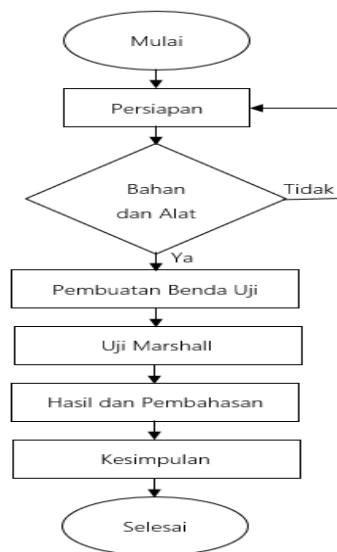 Mulai
Persiapan
Bahan
dan Alat
Tidak
Ya
Pembuatan Benda Uji
Uji Marshall
Hasil dan Pembahasan
Kesimpulan
Selesai